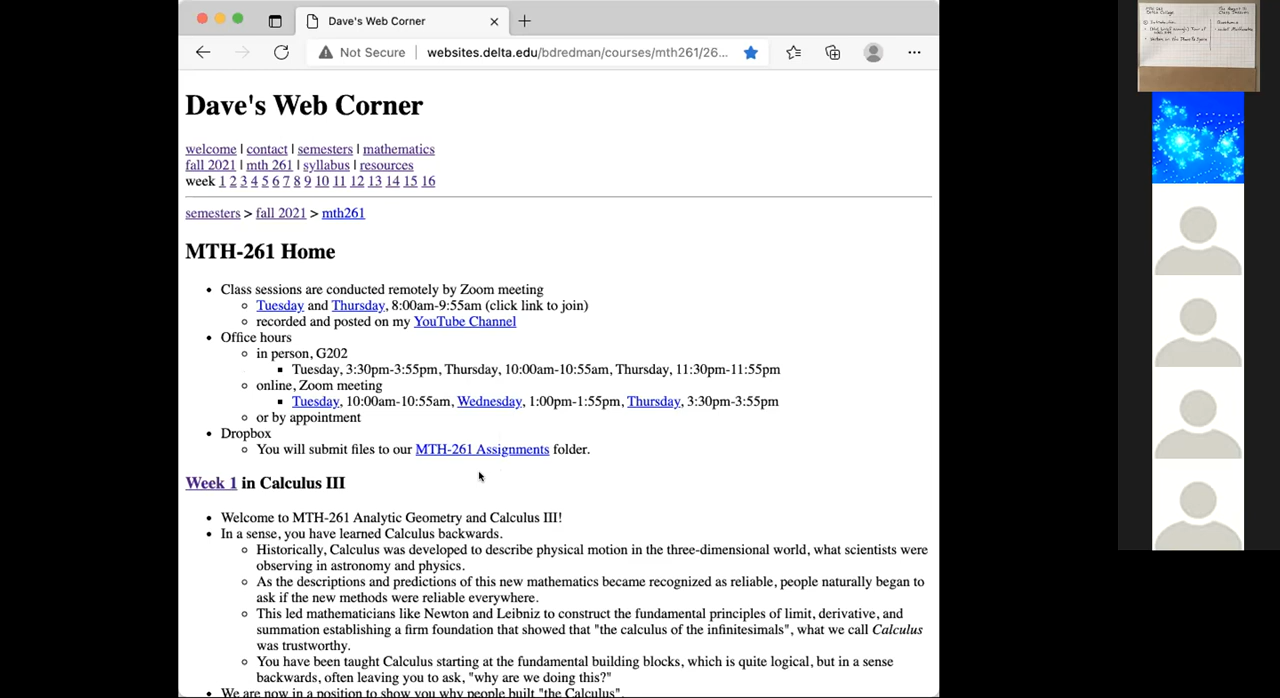 Dave's Web Corner
Not Secure | websites.delta.edu/bdredman/courses/mth261/26...
Dave's Web Corner
welcome | contact | semesters | mathematics
fall 2021 | mth 261 | syllabus | resources
week 1 2 3 4 5 6 7 8 9 10 11 12 13 14 15 16
semesters > fall 2021 > mth261
MTH-261 Home
Class sessions are conducted remotely by Zoom meeting
Tuesday and Thursday, 8:00am-9:55am (click link to join)
recorded and posted on my YouTube Channel
Office hours
in person, G202
Tuesday, 3:30pm-3:55pm, Thursday, 10:00am-10:55am, Thursday, 11:30pm-11:55pm
online, Zoom meeting
Tuesday, 10:00am-10:55am, Wednesday, 1:00pm-1:55pm, Thursday, 3:30pm-3:55pm
or by appointment
Dropbox
You will submit files to our MTH-261 Assignments folder.
Week 1 in Calculus III
Welcome to MTH-261 Analytic Geometry and Calculus III!
In a sense, you have learned Calculus backwards.
Historically, Calculus was developed to describe physical motion in the three-dimensional world, what scientists were
observing in astronomy and physics.
As the descriptions and predictions of this new mathematics became recognized as reliable, people naturally began to
ask if the new methods were reliable everywhere.
This led mathematicians like Newton and Leibniz to construct the fundamental principles of limit, derivative, and
summation establishing a firm foundation that showed that "the calculus of the infinitesimals", what we call Calculus
was trustworthy.
You have been taught Calculus starting at the fundamental building blocks, which is quite logical, but in a sense
backwards, often leaving you to ask, "why are we doing this?"
We are now in a position to show you why people built "the Calculus".